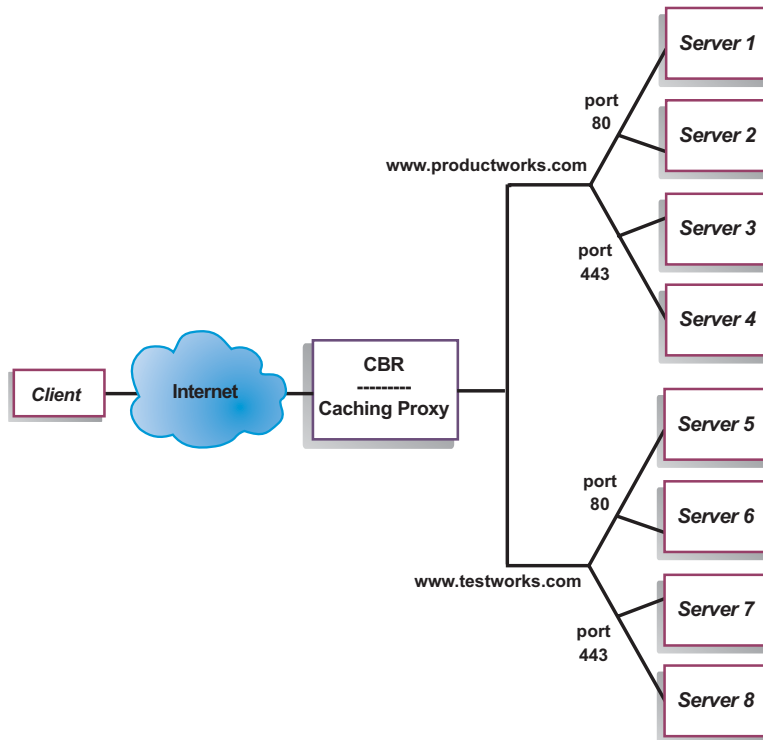 Server 1
port
80
Server 2
www.productworks.com
Server 3
port
443
Server 4
Client
Internet
CBR
---------
Caching Proxy
Server 5
port
80
Server 6
www.testworks.com
Server 7
port
443
Server 8